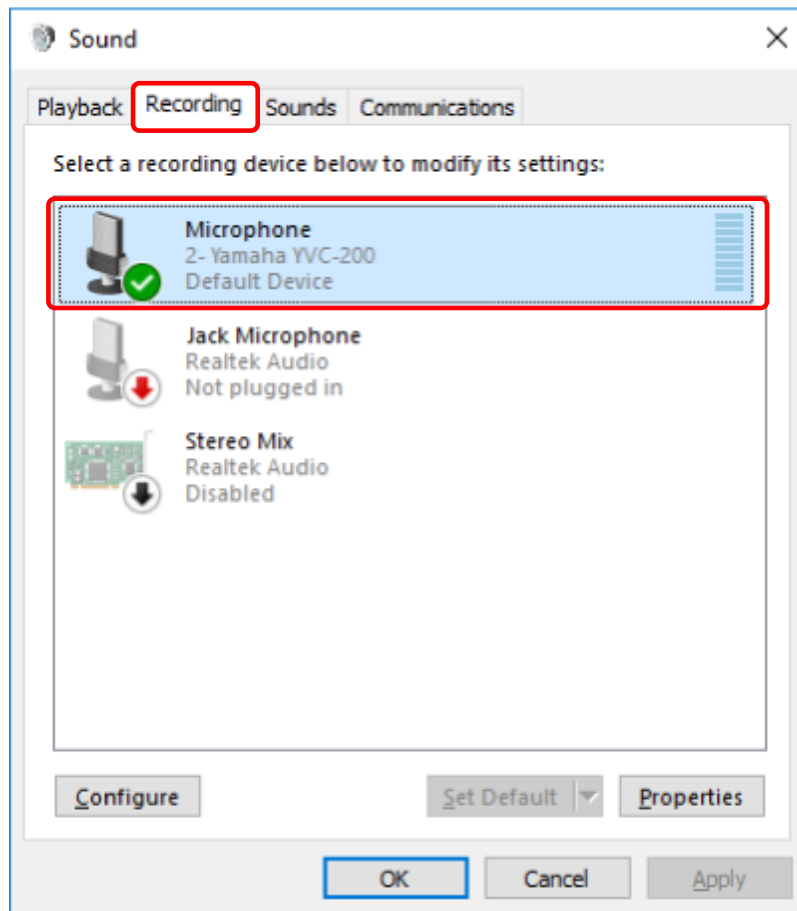 Sound
Playback Recording Sounds Communications
Select a recording device below to modify its settings:
Microphone
2- Yamaha YVC-200
Default Device
Jack Microphone
Realtek Audio
Not plugged in
Stereo Mix
Realtek Audio
Disabled
Configure Set Default Properties
OK Cancel Apply